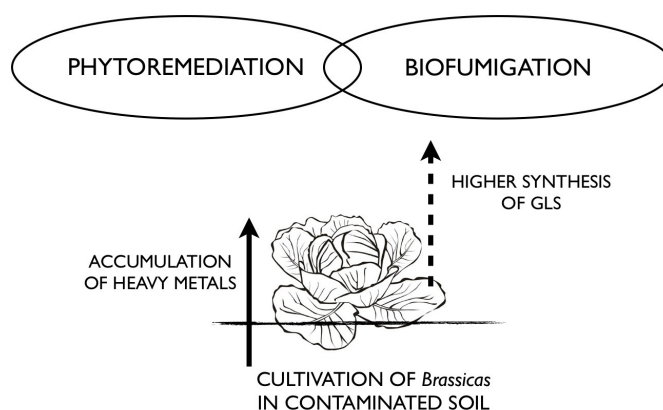 PHYTOREMEDIATION
BIOFUMIGATION
HIGHER SYNTHESIS
OF GLS
ACCUMULATION
OF HEAVY METALS
CULTIVATION OF Brassicas
IN CONTAMINATED SOIL